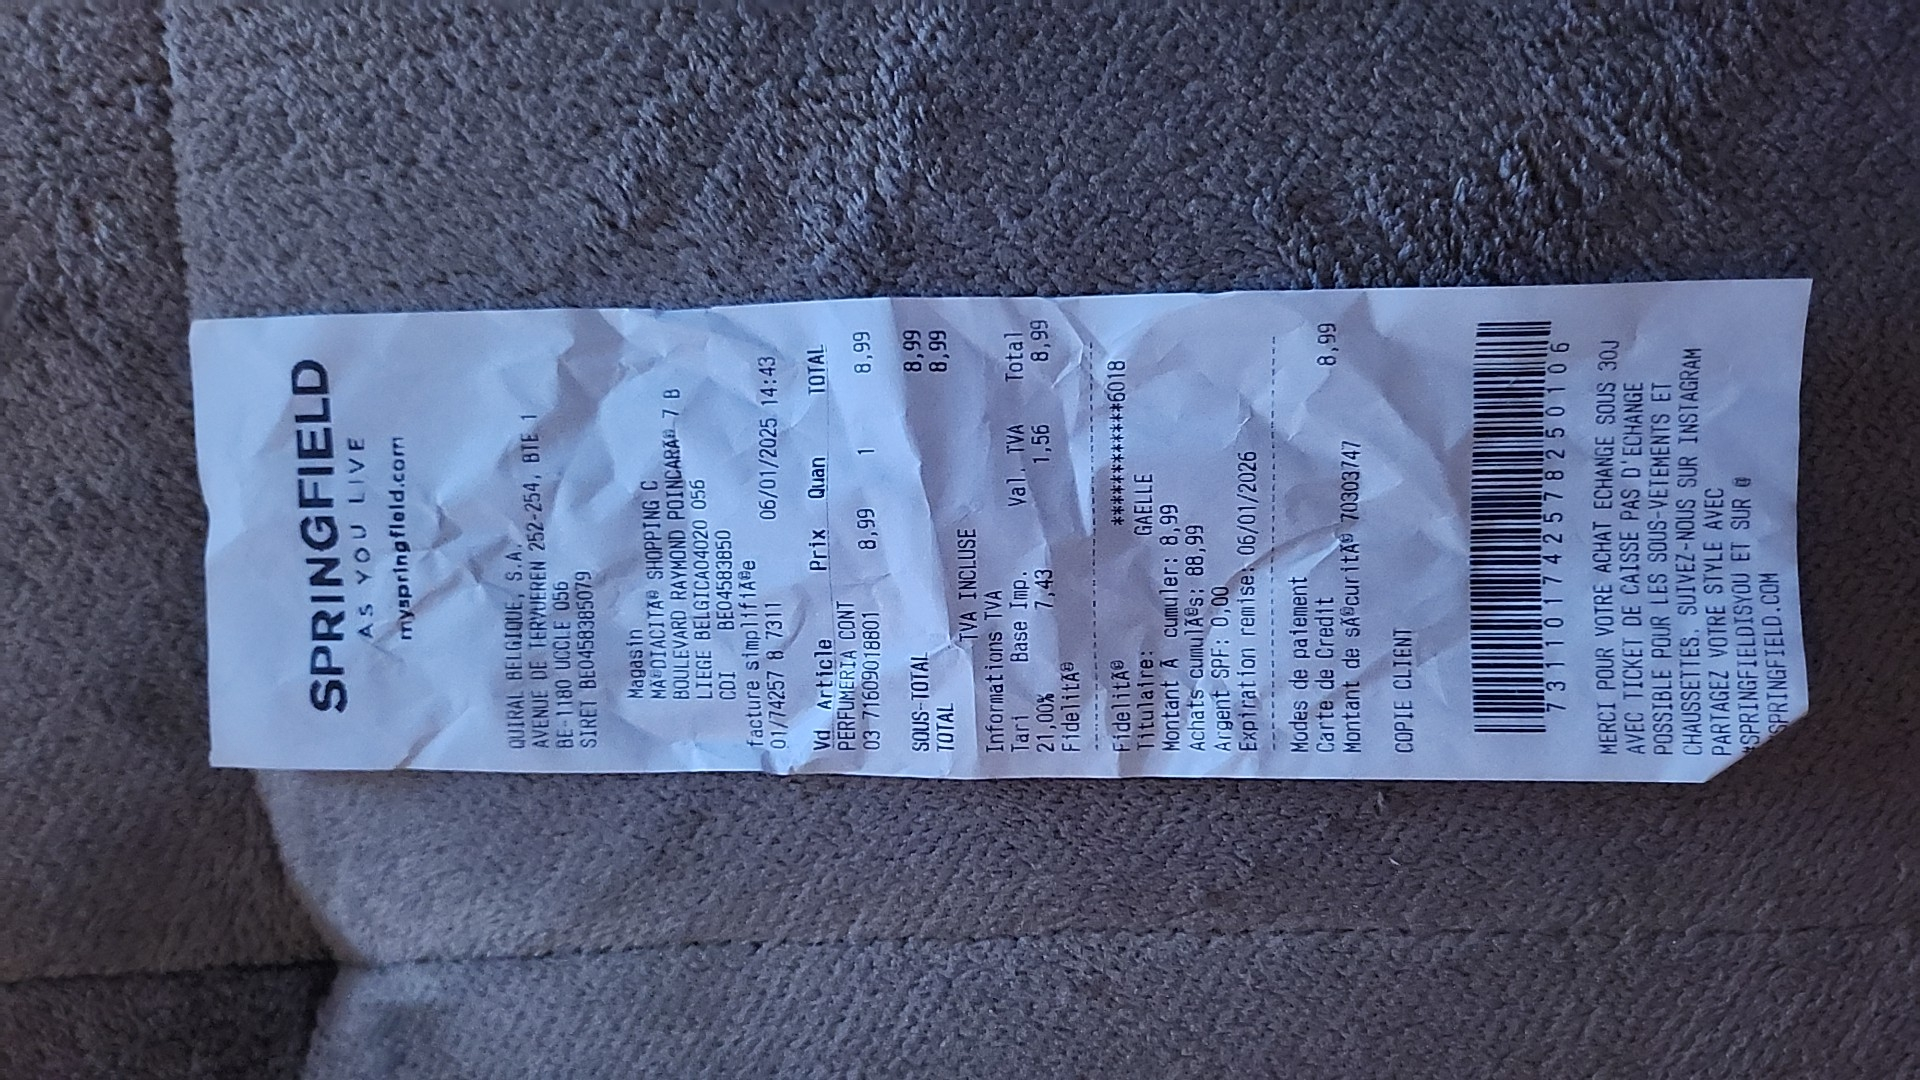 SPRINGFIELD
AS YOU LIVE
myspringfield.com
QUIRAL BELGIQUE, S.A.
AVENUE DE TERVUEREN 252-254, BTE 1
BE-1180 UCCLE 056
SIRET BE0458385079
Magasin
MÃ©DIACITÃ© SHOPPING C
BOULEVARD RAYMOND POINCARÃ© 7 B
LIEGE BELGICA04020 056
CDI BE04583850
facture simplifiÃ©e
01/74257 8 7311 06/01/2025 14:43
Vd Article Prix Quan TOTAL
PERFUMERIA CONT
03 7160909018801 8,99 1 8,99
SOUS-TOTAL 8,99
TOTAL 8,99
TVA INCLUSE
Informations TVA
Tari Base Imp. Val. TVA Total
21,00% 7,43 1,56 8,99
FidelitÃ©
FidelitÃ© ************6018
Titulaire: GAELLE
Montant Ã cumuler: 8,99
Achats cumulÃ©s: 88,99
Argent SPF: 0,00
Expiration remise: 06/01/2026
Modes de paiement
Carte de Credit 8,99
Montant de sÃ©curitÃ© 70303747
COPIE CLIENT
731101742578250106
MERCI POUR VOTRE ACHAT ECHANGE SOUS 30J
AVEC TICKET DE CAISSE PAS D'ECHANGE
POSSIBLE POUR LES SOUS-VETEMENTS ET
CHAUSSETTES. SUIVEZ-NOUS SUR INSTAGRAM
PARTAGEZ VOTRE STYLE AVEC
#SPRINGFIELDISYOU ET SUR @
SPRINGFIELD.COM